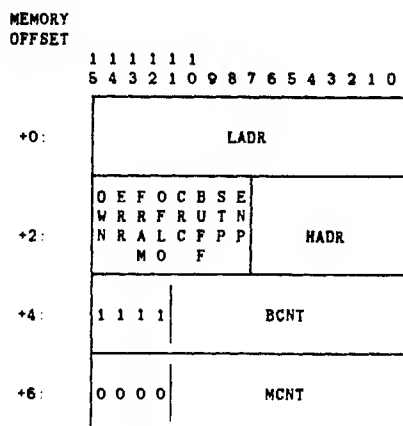 MEMORY
OFFSET
1 1 1 1 1 1
5 4 3 2 1 0 9 8 7 6 5 4 3 2 1 0
+0: LADR
O E F O C B S E
W R R F R U T N
+2: N R A L C F P P HADR
M O F
+4: 1 1 1 1 BCNT
+6: 0 0 0 0 MCNT